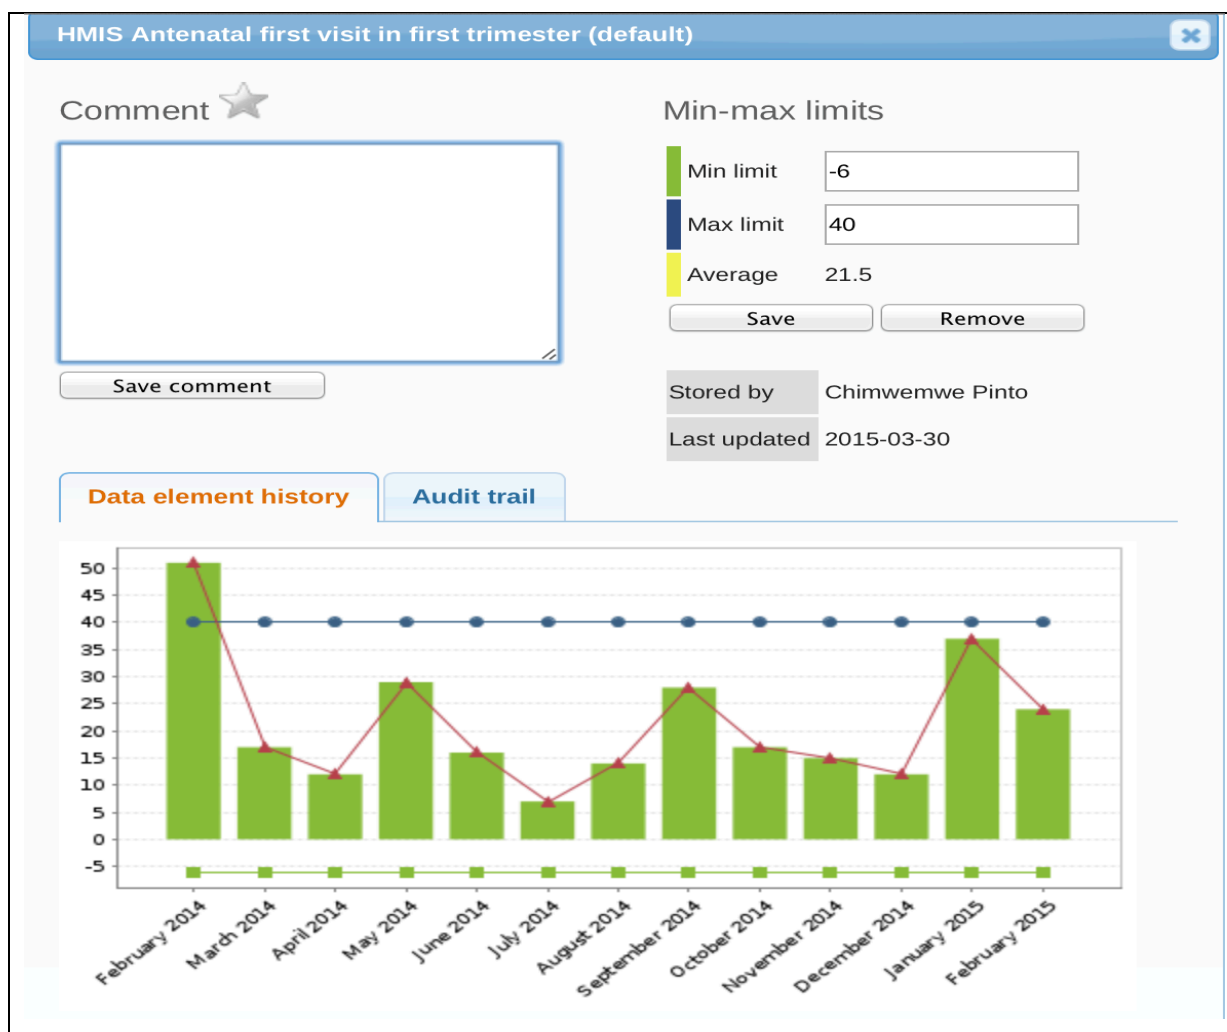 HMIS Antenatal first visit in first trimester (default)
Comment
Save comment
Min-max limits
Min limit -6
Max limit 40
Average 21.5
Save Remove
Stored by Chimwemwe Pinto
Last updated 2015-03-30
Data element history Audit trail
50
45
40
35
30
25
20
15
10
5
0
-5
February 2014
March 2014
April 2014
May 2014
June 2014
July 2014
August 2014
September 2014
October 2014
November 2014
December 2014
January 2015
February 2015